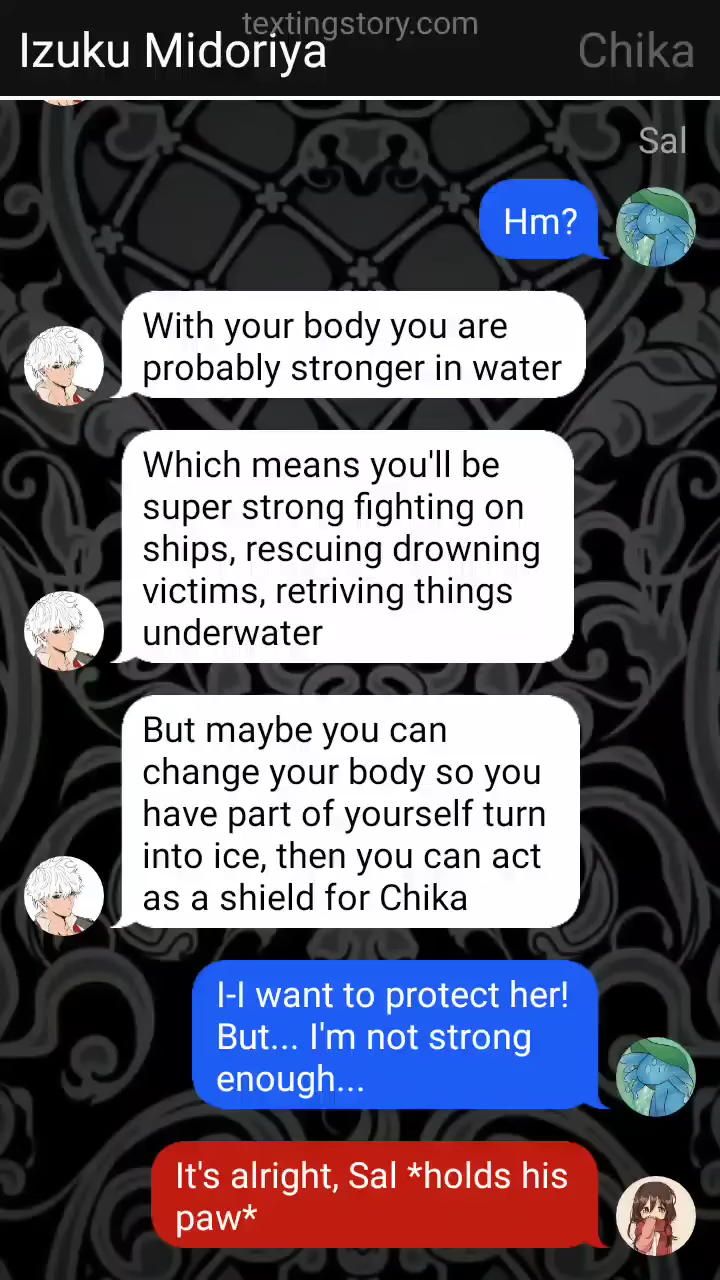 textingstory.com
Izuku Midoriya
Chika
Sal
Hm?
With your body you are
probably stronger in water
Which means you'll be
super strong fighting on
ships, rescuing drowning
victims, retriving things
underwater
But maybe you can
change your body so you
have part of yourself turn
into ice, then you can act
as a shield for Chika
I-I want to protect her!
But... I'm not strong
enough...
It's alright, Sal *holds his
paw*